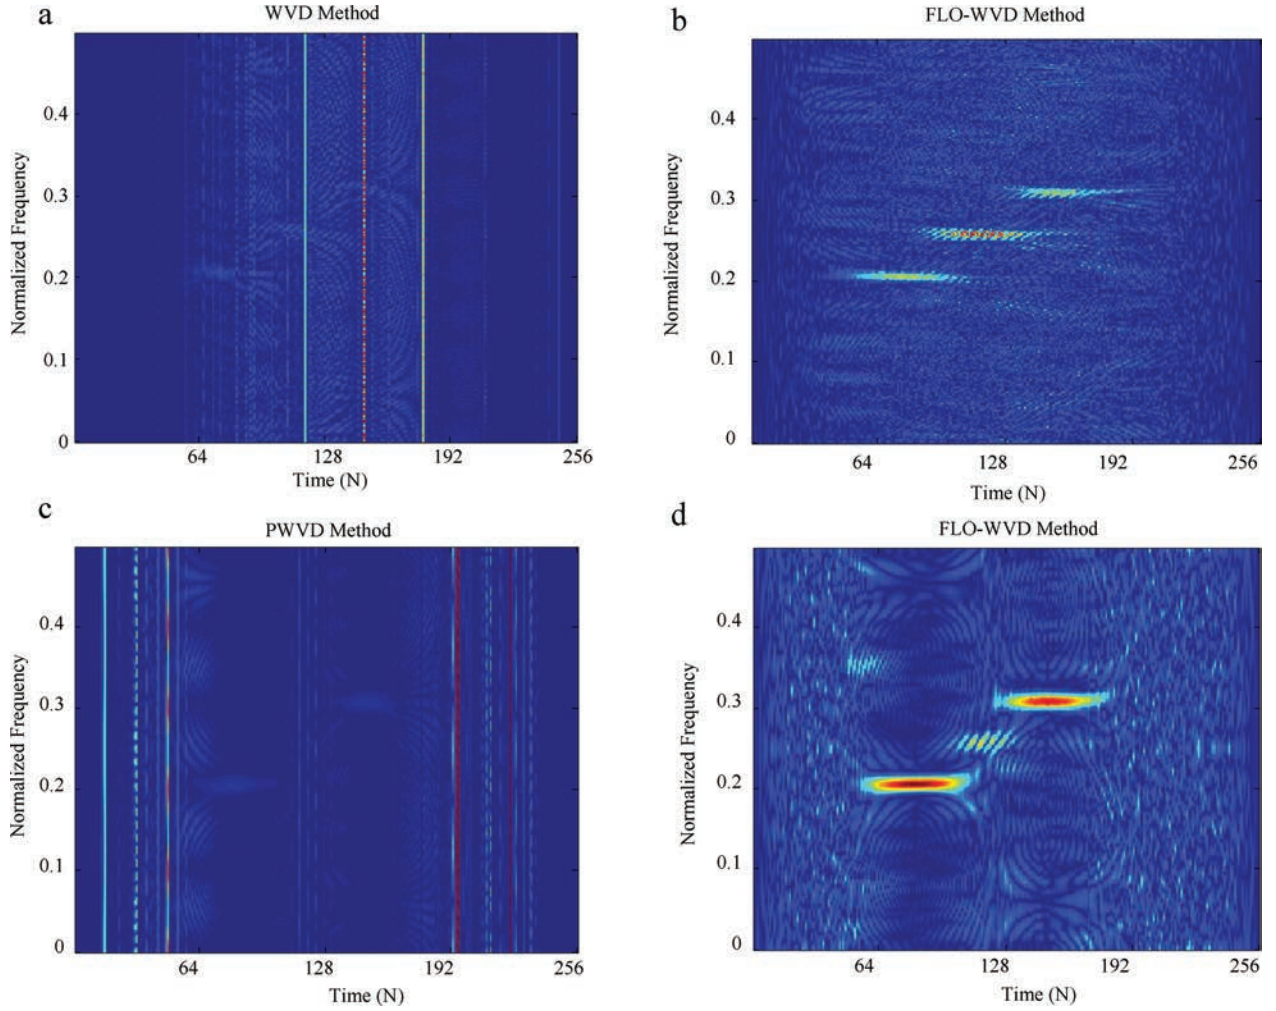 a
WVD Method
Normalized Frequency
0.4
0.3
0.2
0.1
0
64
128
192
256
Time (N)
b
FLO-WVD Method
Normalized Frequency
0.4
0.3
0.2
0.1
0
64
128
192
256
Time (N)
c
PWVD Method
Normalized Frequency
0.4
0.3
0.2
0.1
0
64
128
192
256
Time (N)
d
FLO-WVD Method
Normalized Frequency
0.4
0.3
0.2
0.1
0
64
128
192
256
Time (N)